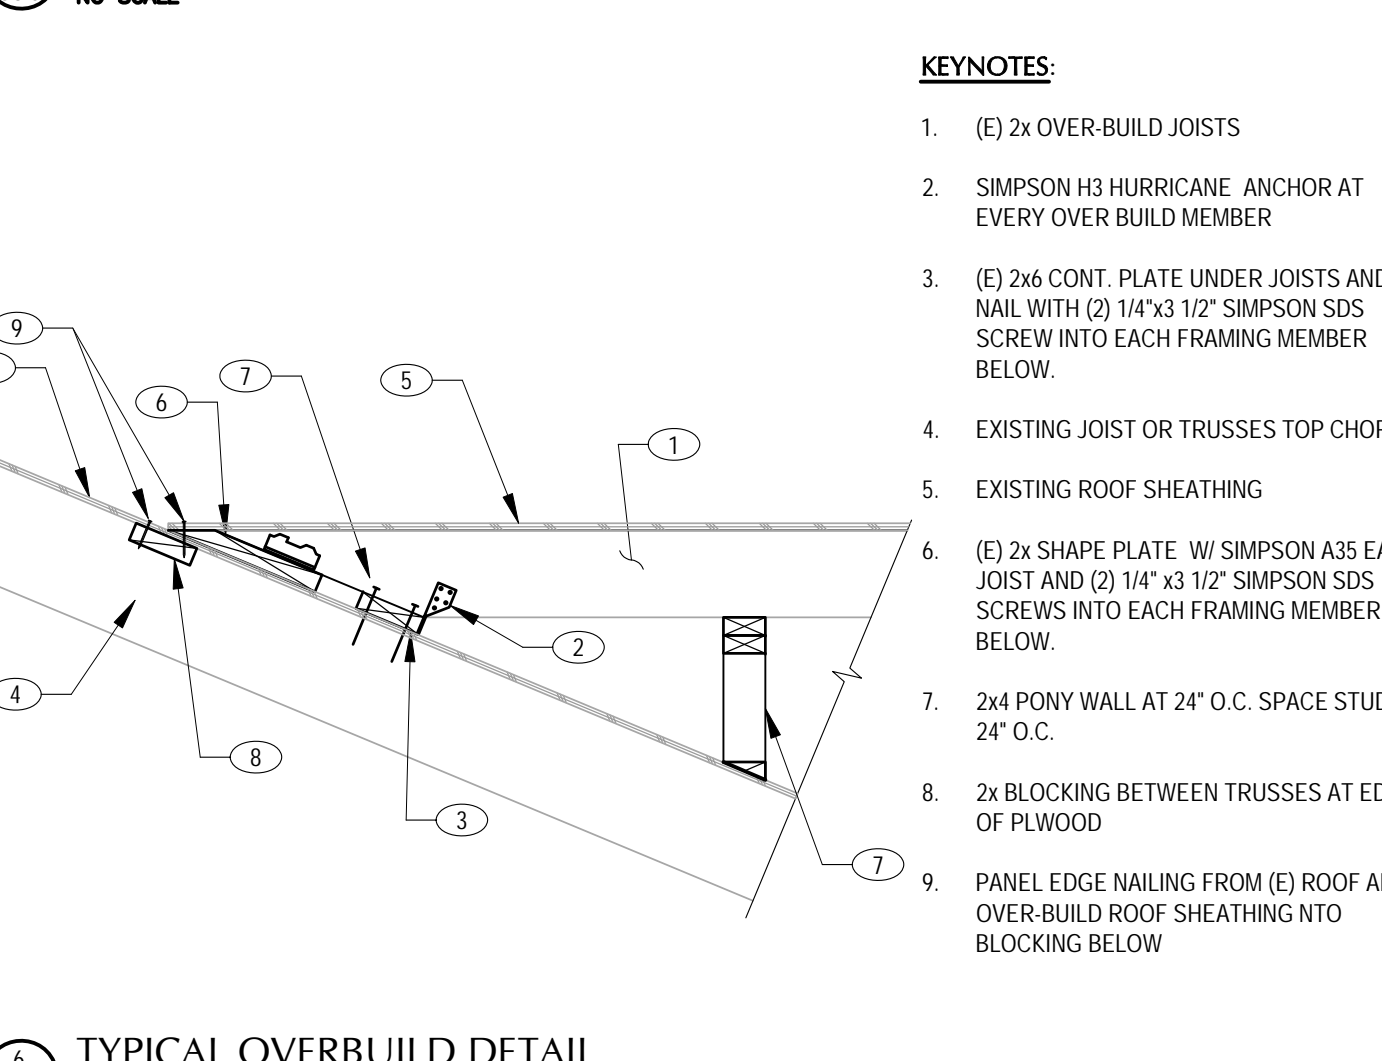 NO SCALE
KEYNOTES:
1. (E) 2x OVER-BUILD JOISTS
2. SIMPSON H3 HURRICANE ANCHOR AT
EVERY OVER BUILD MEMBER
3. (E) 2x6 CONT. PLATE UNDER JOISTS AND
NAIL WITH (2) 1/4"x3 1/2" SIMPSON SDS
SCREW INTO EACH FRAMING MEMBER
BELOW.
4. EXISTING JOIST OR TRUSSES TOP
5. EXISTING ROOF SHEATHING
6. (E) 2x SHAPE PLATE W/ SIMPSON A35
JOIST AND (2) 1/4" x3 1/2" SIMPSON SDS
SCREWS INTO EACH FRAMING MEMBER
BELOW.
7. 2x4 PONY WALL AT 24" O.C. SPACE
24" O.C.
8. 2x BLOCKING BETWEEN TRUSSES AT
OF PLWOOD
9. PANEL EDGE NAILING FROM (E) ROOF
OVER-BUILD ROOF SHEATHING NTO
BLOCKING BELOW
9
7
6
5
1
2
4
8
3
7
6
TYPICAL OVERBUILD DETAIL